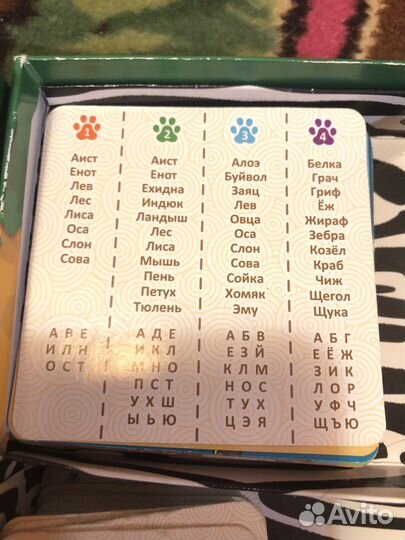 1
Аист
Енот
Лев
Лес
Лиса
Оса
Слон
Сова
А В Е
И Л Н
О С Т
2
Аист
Енот
Ехидна
Индюк
Ландыш
Лес
Лиса
Мышь
Пень
Петух
Тюлень
А Д Е
И К Л
М Н О
П С Т
У Х Ш
Ы Ь Ю
3
Алоэ
Буйвол
Заяц
Лев
Овца
Оса
Слон
Сова
Сойка
Хомяк
Эму
А Б В
Е З Й
К Л М
Н О С
Т У Х
Ц Э Я
4
Белка
Грач
Гриф
Ёж
Жираф
Зебра
Козёл
Краб
Чиж
Щегол
Щука
А Б Г
Е Ё Ж
З И К
Л О Р
У Ф Ч
Щ Ъ Ю
Avito